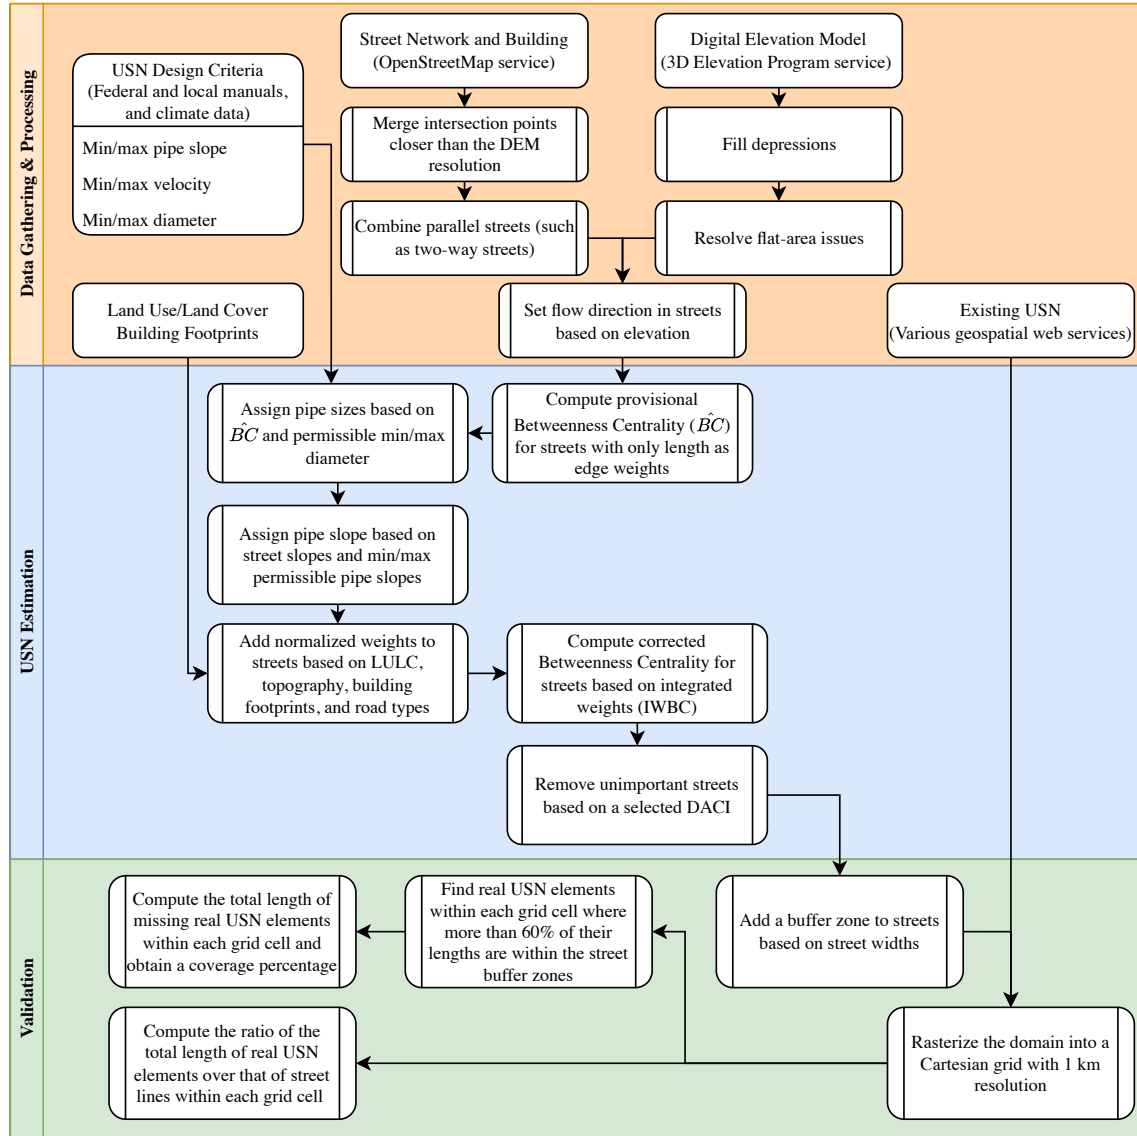 Data Gathering & Processing
USN Design Criteria
(Federal and local manuals,
and climate data)
Min/max pipe slope
Min/max velocity
Min/max diameter
Street Network and Building
(OpenStreetMap service)
Digital Elevation Model
(3D Elevation Program service)
Merge intersection points
closer than the DEM
resolution
Fill depressions
Combine parallel streets (such
as two-way streets)
Resolve flat-area issues
Land Use/Land Cover
Building Footprints
Set flow direction in streets
based on elevation
Existing USN
(Various geospatial web services)
USN Estimation
Assign pipe sizes based on
B̂C and permissible min/max
diameter
Compute provisional
Betweenness Centrality (B̂C)
for streets with only length as
edge weights
Assign pipe slope based on
street slopes and min/max
permissible pipe slopes
Add normalized weights to
streets based on LULC,
topography, building
footprints, and road types
Compute corrected
Betweenness Centrality for
streets based on integrated
weights (IWBC)
Remove unimportant streets
based on a selected DACI
Validation
Compute the total length of
missing real USN elements
within each grid cell and
obtain a coverage percentage
Find real USN elements
within each grid cell where
more than 60% of their
lengths are within the street
buffer zones
Add a buffer zone to streets
based on street widths
Compute the ratio of the
total length of real USN
elements over that of street
lines within each grid cell
Rasterize the domain into a
Cartesian grid with 1 km
resolution